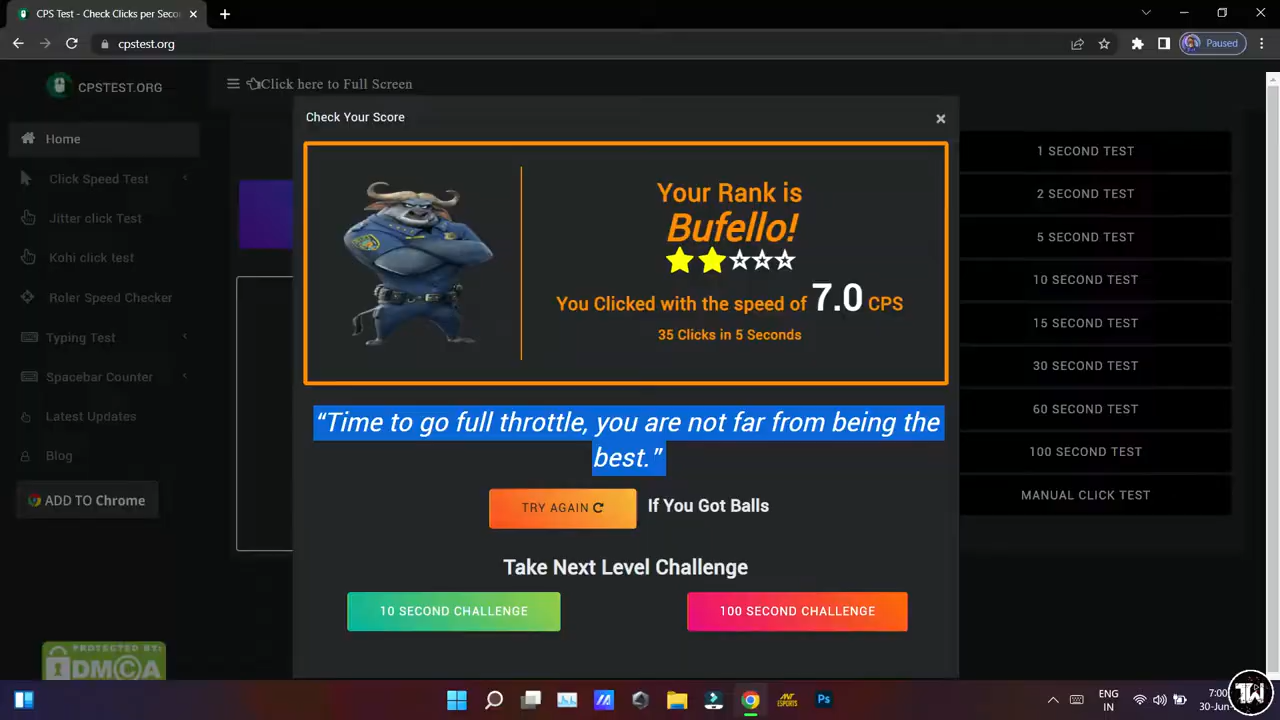 CPS Test - Check Clicks per Seco
cpstest.org
Paused
CPSTEST.ORG
Click here to Full Screen
Home
Click Speed Test
Jitter click Test
Kohi click test
Roler Speed Checker
Typing Test
Spacebar Counter
Latest Updates
Blog
ADD TO Chrome
PROTECTED BY:
DMCA
Check Your Score
×
Your Rank is
Bufello!
You Clicked with the speed of 7.0 CPS
35 Clicks in 5 Seconds
“Time to go full throttle, you are not far from being the
best.”
TRY AGAIN If You Got Balls
Take Next Level Challenge
10 SECOND CHALLENGE
100 SECOND CHALLENGE
1 SECOND TEST
2 SECOND TEST
5 SECOND TEST
10 SECOND TEST
15 SECOND TEST
30 SECOND TEST
60 SECOND TEST
100 SECOND TEST
MANUAL CLICK TEST
ANT
ESPORTS
Ps
ENG
IN
7:00
30-Jun